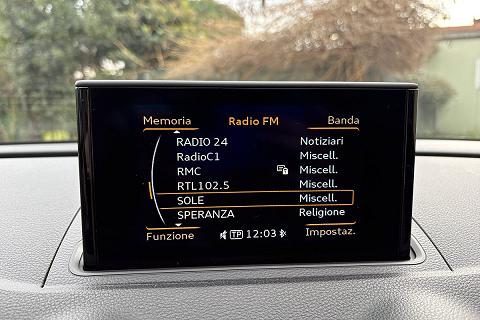 Memoria Radio FM Banda
RADIO 24 Notiziari
RadioC1 Miscell.
RMC Miscell.
RTL102.5 Miscell.
SOLE Miscell.
SPERANZA Religione
Funzione TP 12:03 Impostaz.